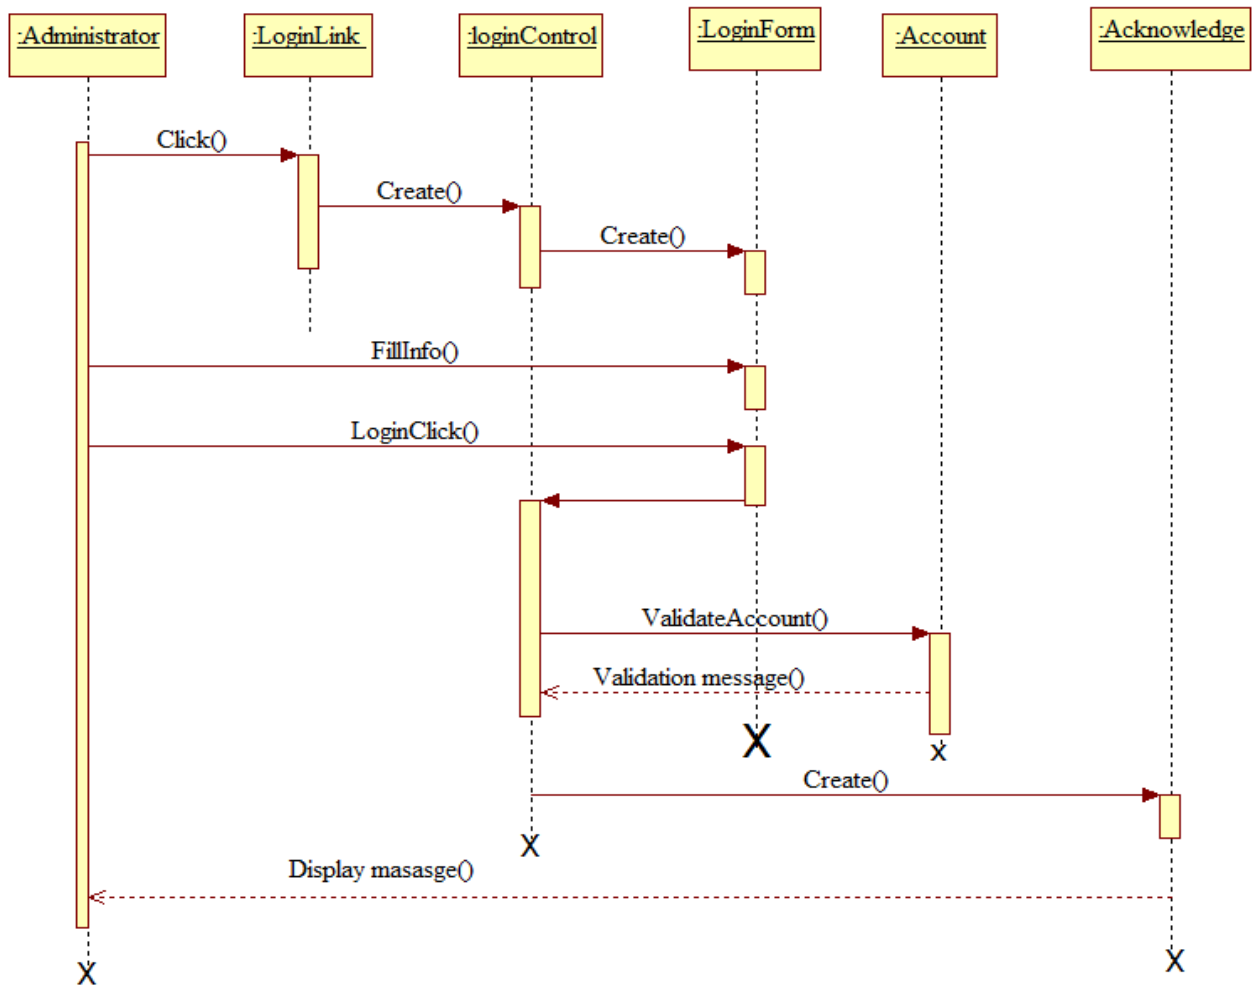 :Administrator
:LoginLink
:loginControl
:LoginForm
:Account
:Acknowledge
Click()
Create()
Create()
FillInfo()
LoginClick()
ValidateAccount()
Validation message()
X
x
Create()
X
Display masasge()
X
X